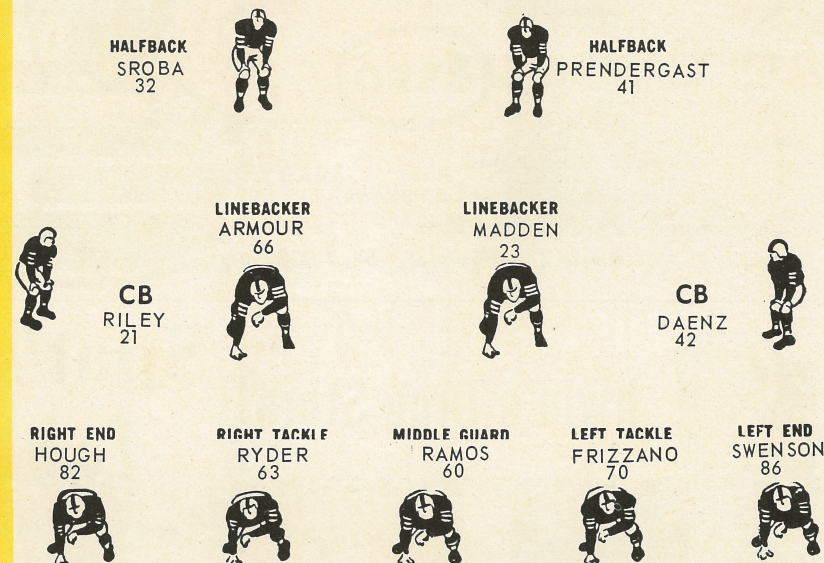 HALFBACK
SROBA
32
HALFBACK
PRENDERGAST
41
LINEBACKER
ARMOUR
66
LINEBACKER
MADDEN
23
CB
RILEY
21
CB
DAENZ
42
RIGHT END
HOUGH
82
RIGHT TACKLE
RYDER
63
MIDDLE GUARD
RAMOS
60
LEFT TACKLE
FRIZZANO
70
LEFT END
SWENSON
86